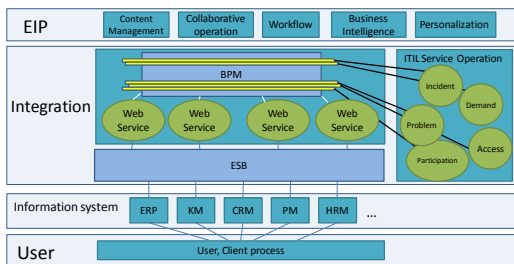 EIP
Content
Management
Collaborative
operation
Workflow
Business
Intelligence
Personalization
Integration
BPM
Web
Service
Web
Service
Web
Service
Web
Service
ESB
ITIL Service Operation
Incident
Demand
Problem
Access
Participation
Information system
ERP
KM
CRM
PM
HRM
...
User
User, Client process